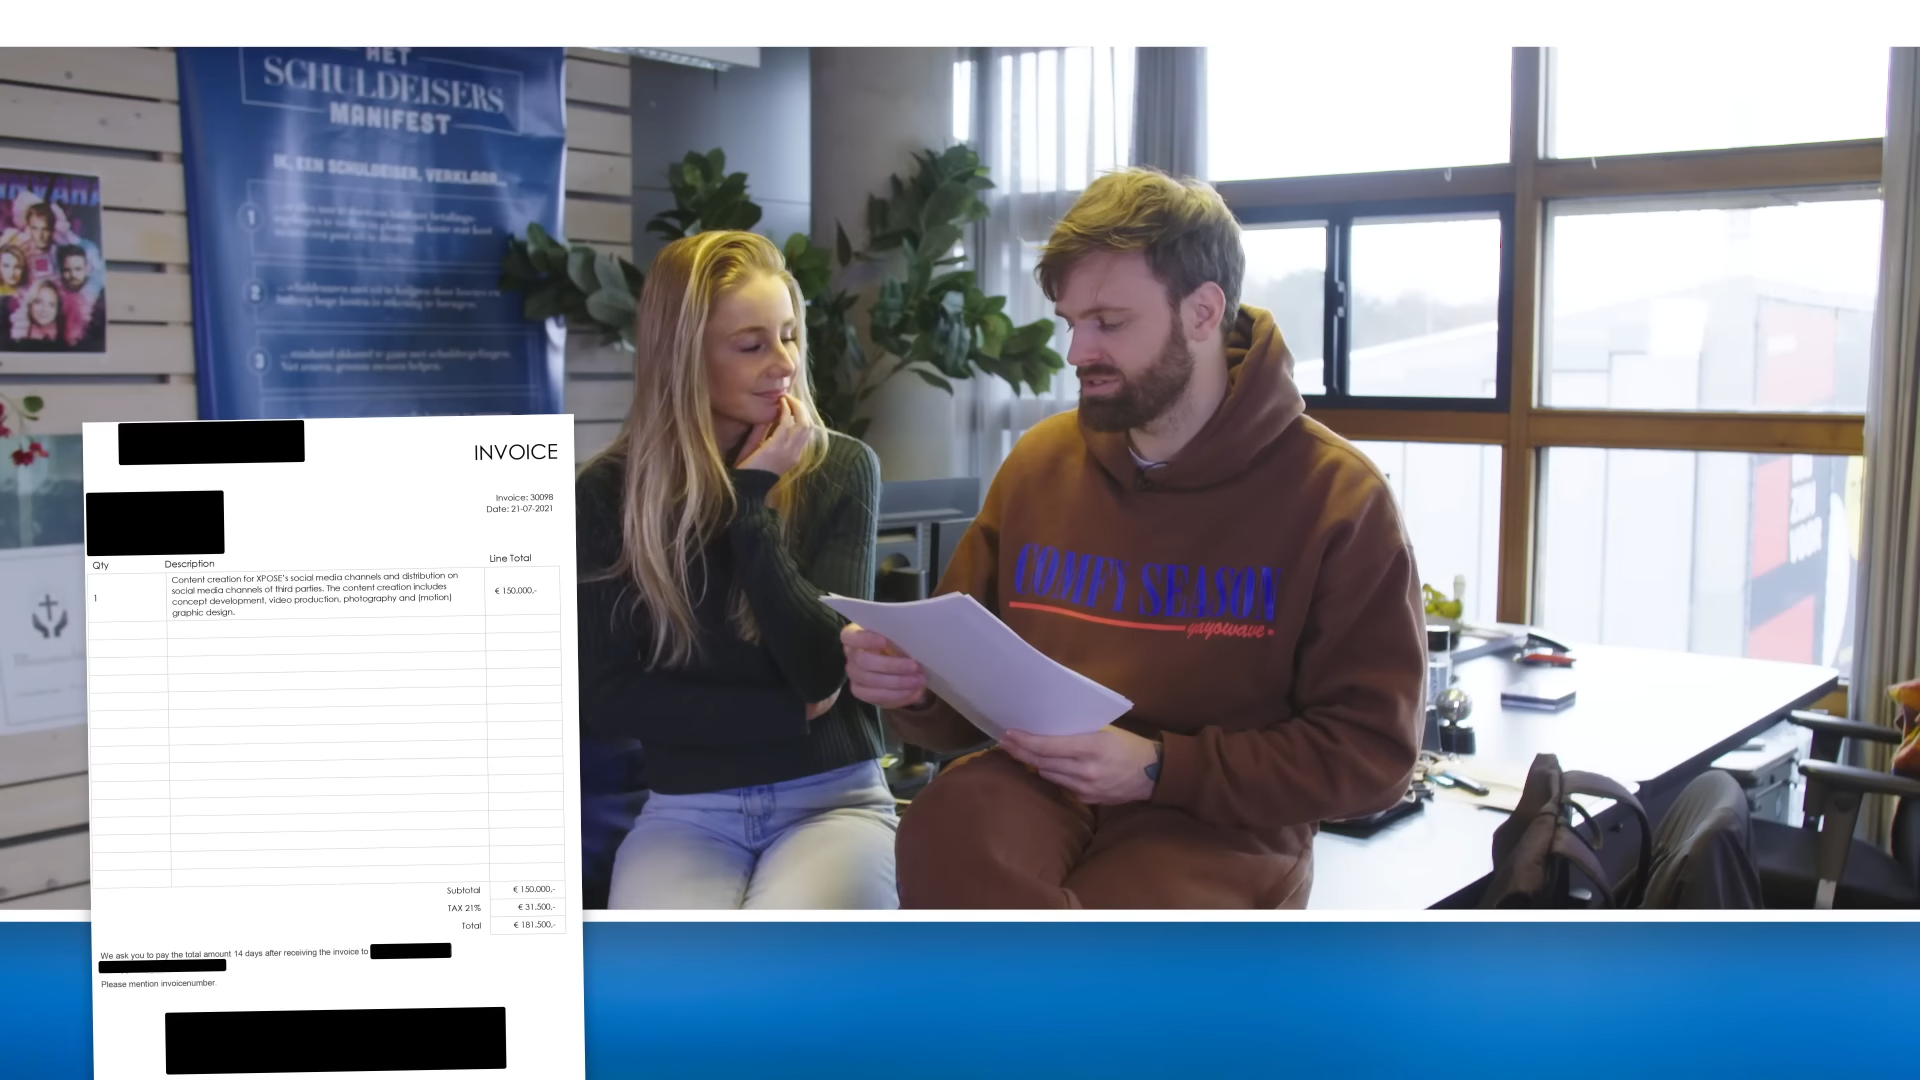 HET
SCHULDEISERS
MANIFEST
IK, EEN SCHULDEISER, VERKLAAR...
1
2
3
INVOICE
Invoice: 30098
Date: 21-07-2021
Qty Description Line Total
1
Content creation for XPOSE's social media channels and distribution on
social media channels of third parties. The content creation includes
concept development, video production, photography and (motion)
graphic design.
€ 150.000,-
Subtotal € 150.000,-
TAX 21% € 31.500,-
Total € 181.500,-
We ask you to pay the total amount 14 days after receiving the invoice to
Please mention invoicenumber.
COMFY SEASON
yayowave